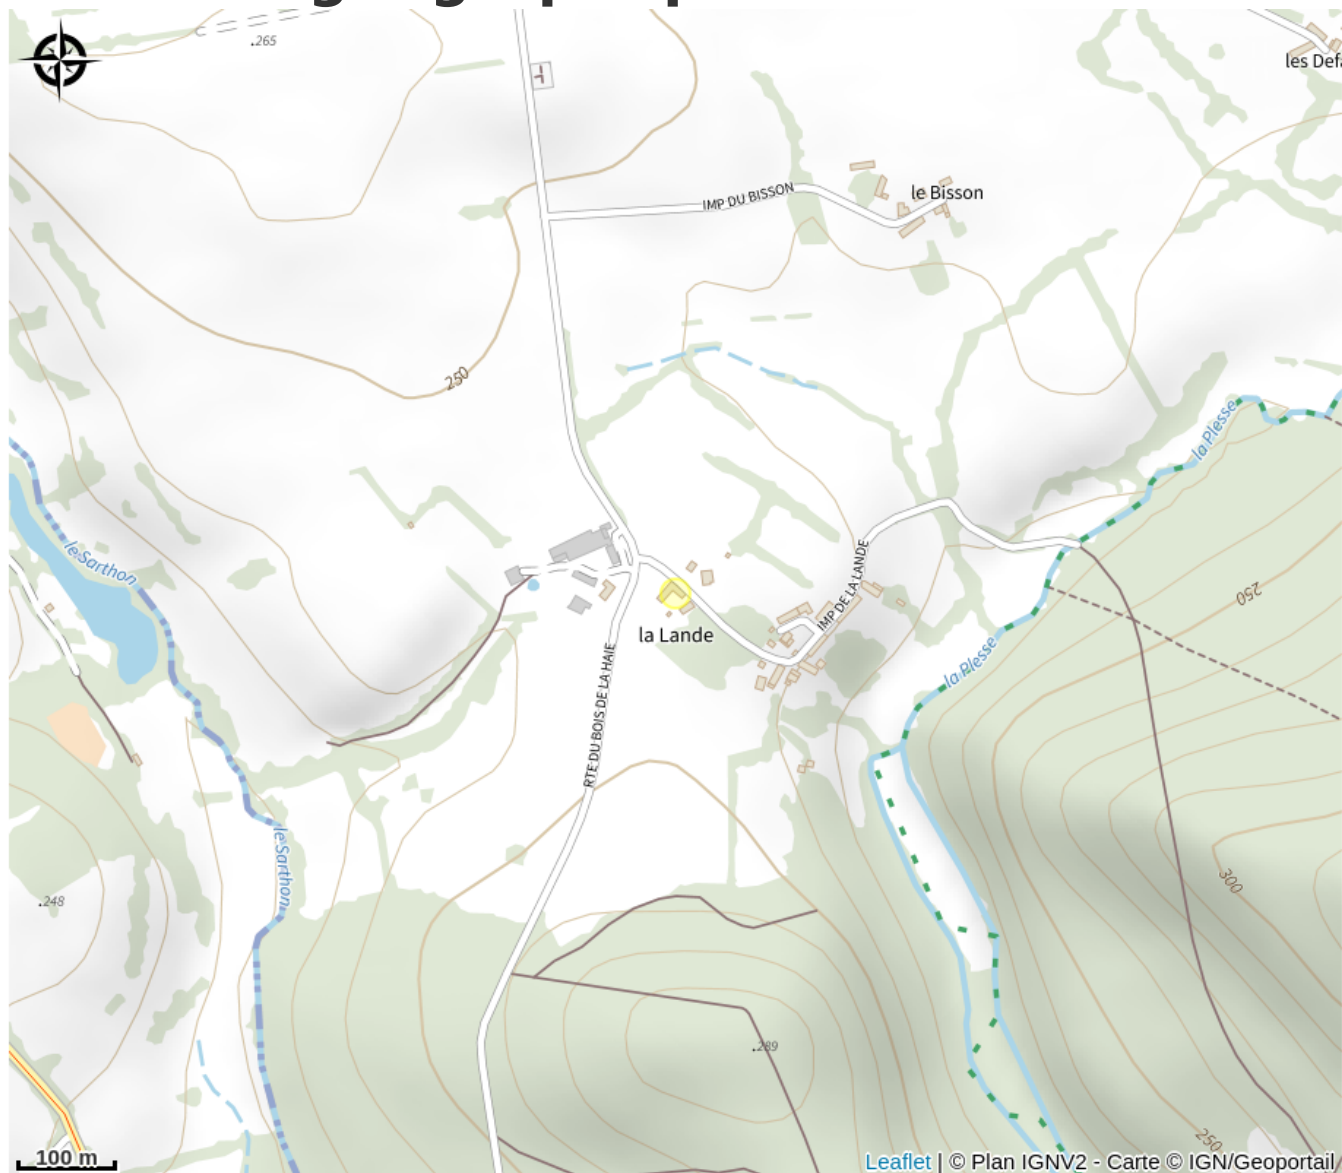 .265
les Defa
le Bisson
IMP DU BISSON
250
la Plesse
le Sarthon
IMP DE LA LANDE
250
la Lande
la Plesse
RTE DU BOIS DE LA HAIE
le Sarthon
300
.248
.289
250
100 m
Leaflet | © Plan IGNV2 - Carte © IGN/Geoportail